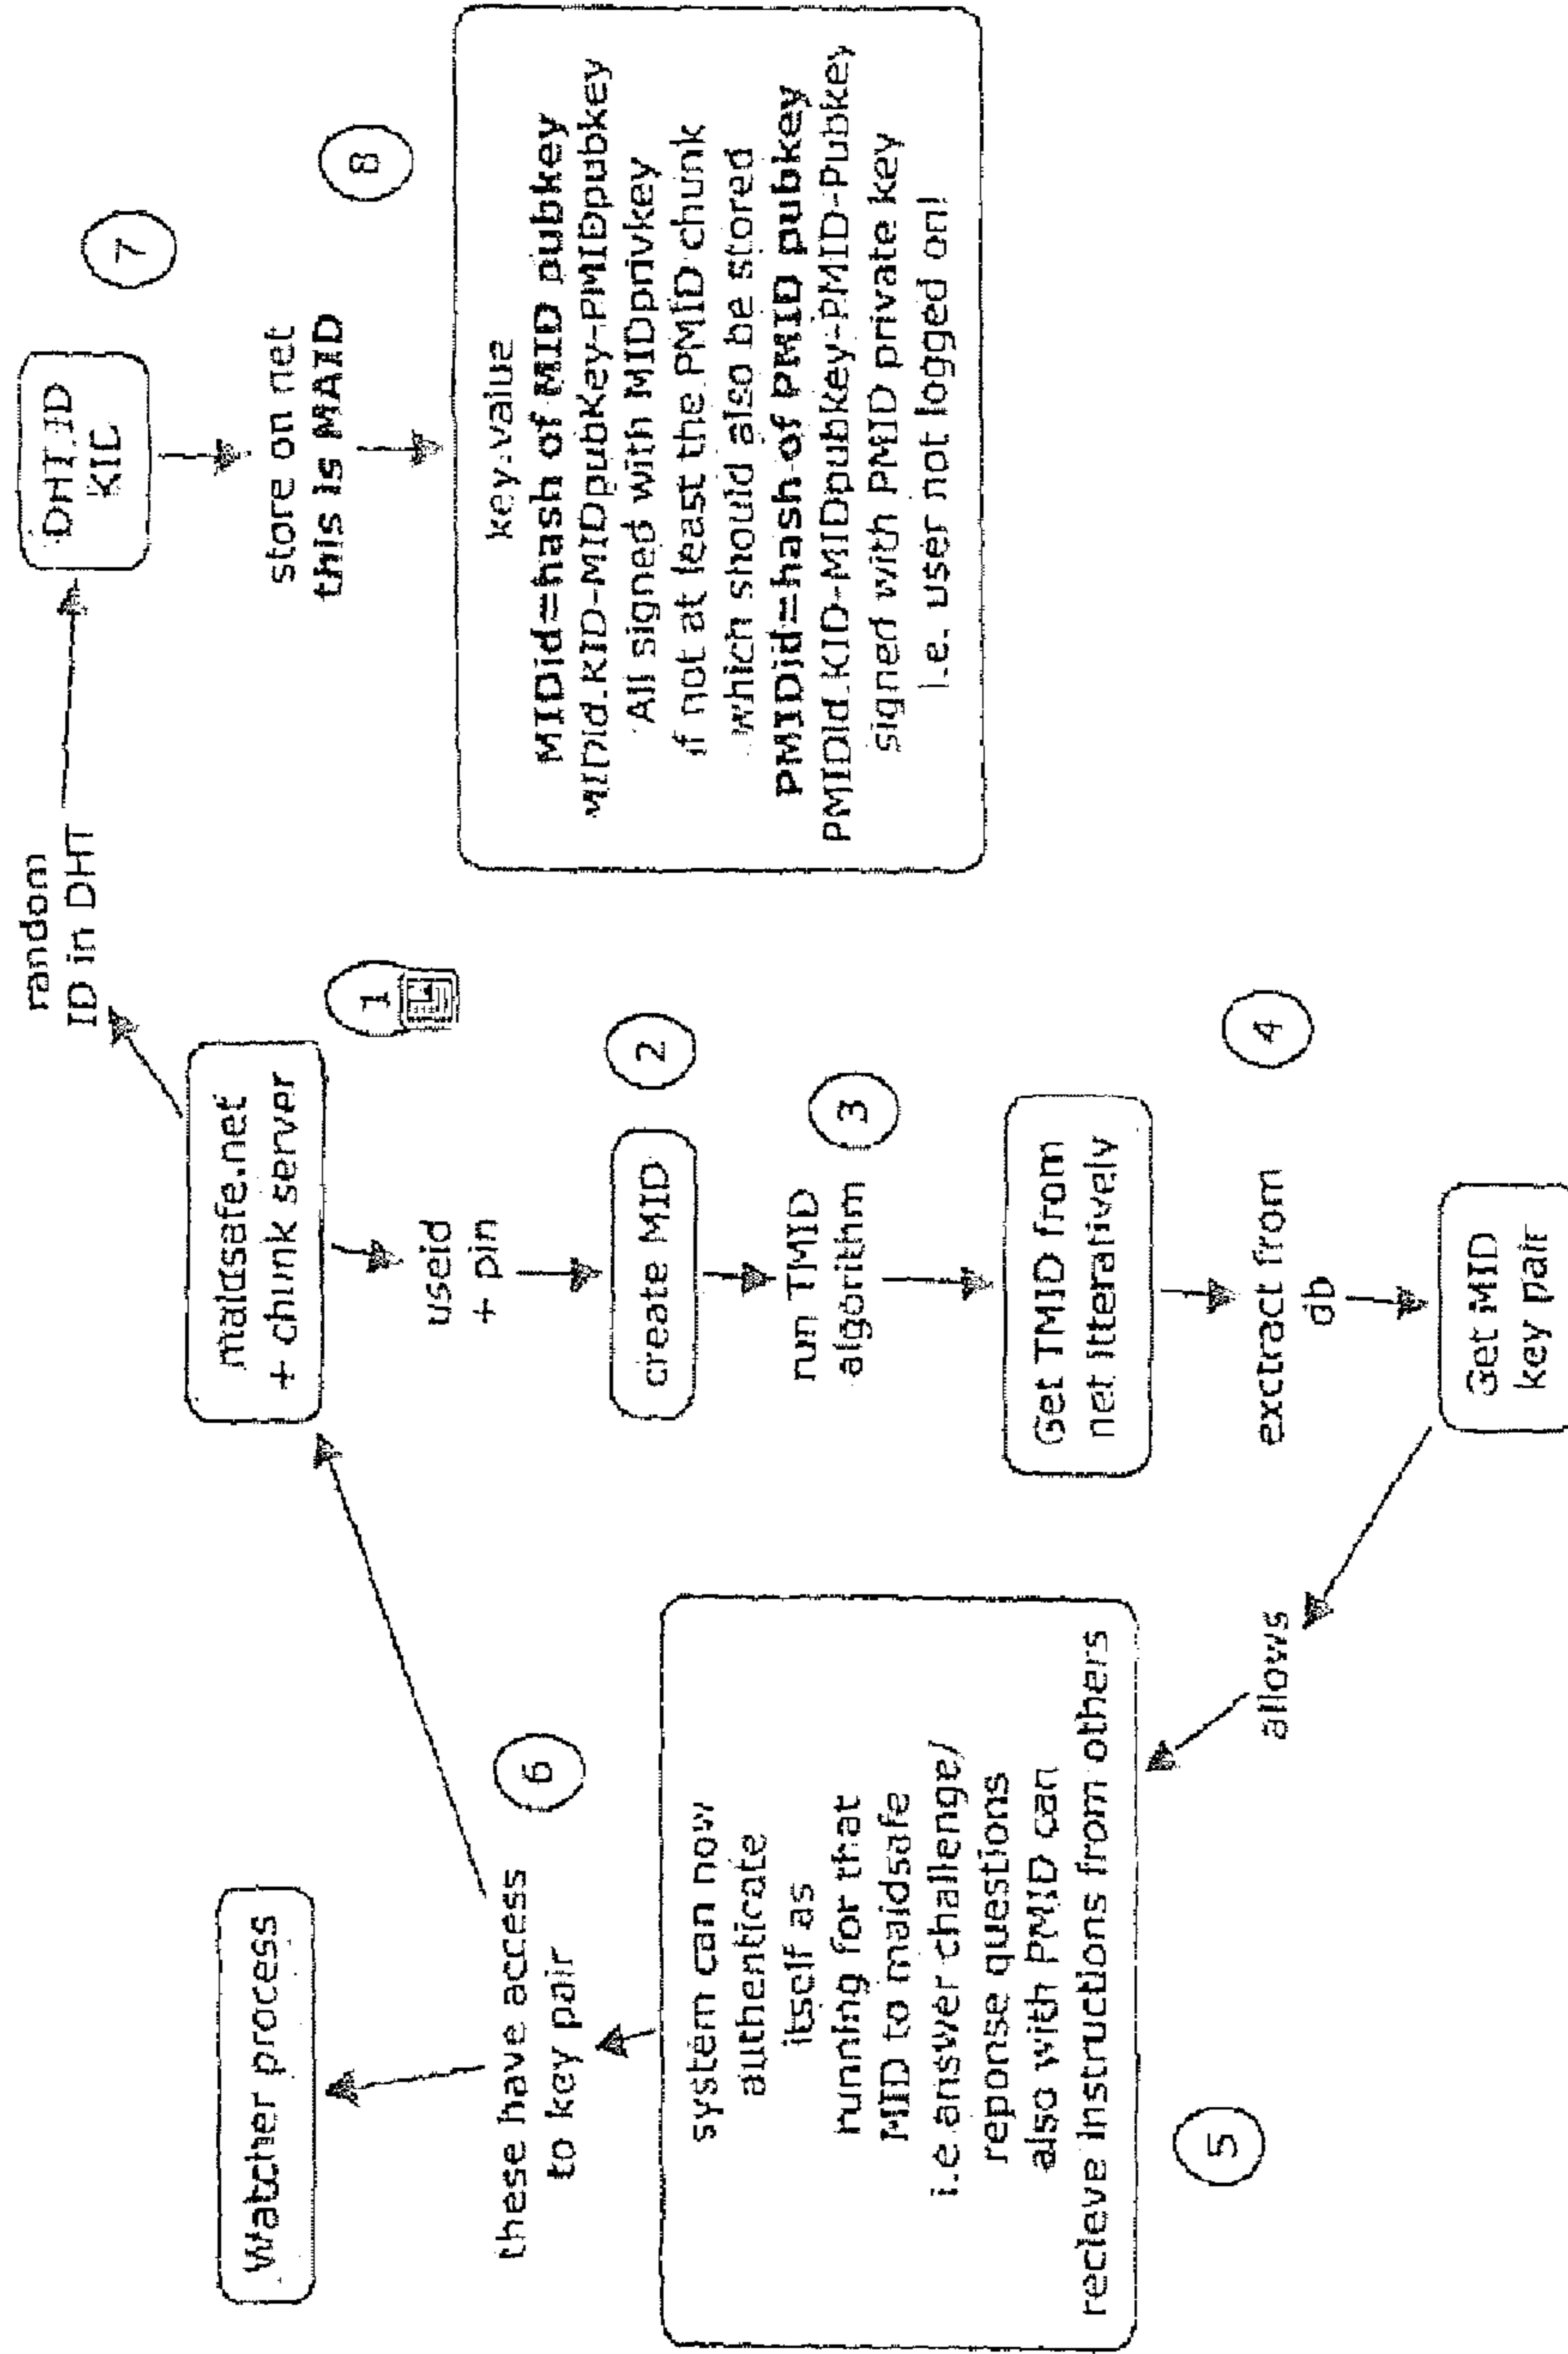 Watcher process
these have access
to key pair
6
system can now
authenticate
itself as
running for that
MID to maidsafe
i.e answer challenge/
reponse questions
also with PMID can
recieve instructions from others
5
allows
maidsafe.net
+ chunk server
1
useid
+ pin
create MID
2
run TMID
algorithm
3
Get TMID from
net itteratively
exctract from
db
4
Get MID
key pair
random
ID in DHT
DHT ID
KID
7
store on net
this is MAID
8
key.value
MIDid=hash of MID pubkey
MIDid.KID-MIDpubKey-PMIDpubkey
All signed with MIDprivkey
if not at least the PMID chunk
which should also be stored
PMIDid=hash of PMID pubkey
PMIDid.KID-MIDpubkey-PMID-Pubkey
signed with PMID private key
i.e. user not logged on!